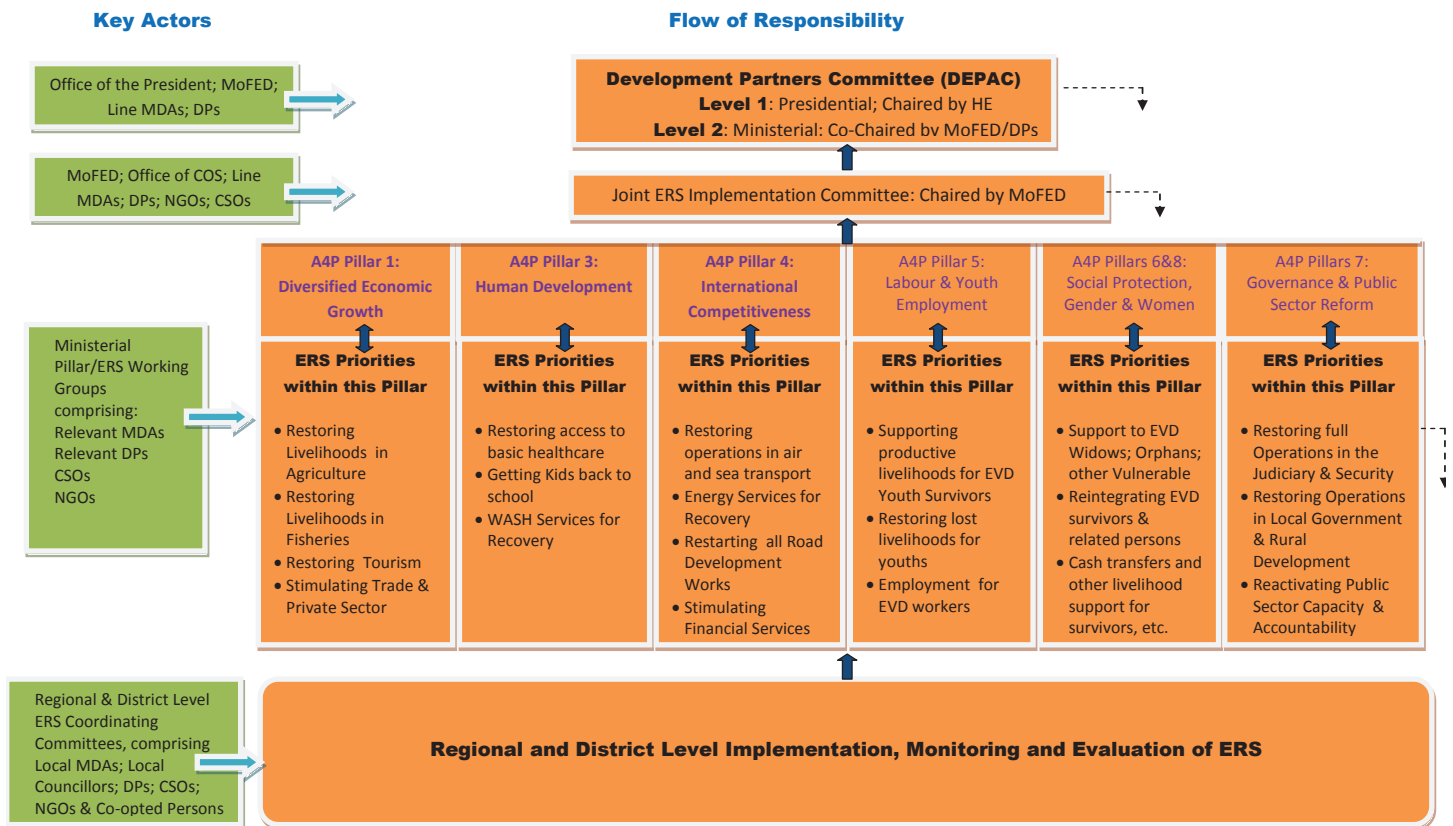 Key Actors
Flow of Responsibility
Office of the President; MoFED;
Line MDAs; DPs
Development Partners Committee (DEPAC)
Level 1: Presidential; Chaired by HE
Level 2: Ministerial: Co-Chaired by MoFED/DPs
MoFED; Office of COS; Line
MDAs; DPs; NGOs; CSOs
Joint ERS Implementation Committee: Chaired by MoFED
Ministerial
Pillar/ERS Working
Groups
comprising:
Relevant MDAs
Relevant DPs
CSOs
NGOs
A4P Pillar 1:
Diversified Economic
Growth
ERS Priorities
within this Pillar
• Restoring
Livelihoods in
Agriculture
• Restoring
Livelihoods in
Fisheries
• Restoring Tourism
• Stimulating Trade &
Private Sector
A4P Pillar 3:
Human Development
ERS Priorities
within this Pillar
• Restoring access to
basic healthcare
• Getting Kids back to
school
• WASH Services for
Recovery
A4P Pillar 4:
International
Competitiveness
ERS Priorities
within this Pillar
• Restoring
operations in air
and sea transport
• Energy Services for
Recovery
• Restarting all Road
Development
Works
• Stimulating
Financial Services
A4P Pillar 5:
Labour & Youth
Employment
ERS Priorities
within this Pillar
• Supporting
productive
livelihoods for EVD
Youth Survivors
• Restoring lost
livelihoods for
youths
• Employment for
EVD workers
A4P Pillars 6&8:
Social Protection,
Gender & Women
ERS Priorities
within this Pillar
• Support to EVD
Widows; Orphans;
other Vulnerable
• Reintegrating EVD
survivors &
related persons
• Cash transfers and
other livelihood
support for
survivors, etc.
A4P Pillars 7:
Governance & Public
Sector Reform
ERS Priorities
within this Pillar
• Restoring full
Operations in the
Judiciary & Security
• Restoring Operations
in Local Government
& Rural
Development
• Reactivating Public
Sector Capacity &
Accountability
Regional & District Level
ERS Coordinating
Committees, comprising
Local MDAs; Local
Councillors; DPs; CSOs;
NGOs & Co-opted Persons
Regional and District Level Implementation, Monitoring and Evaluation of ERS